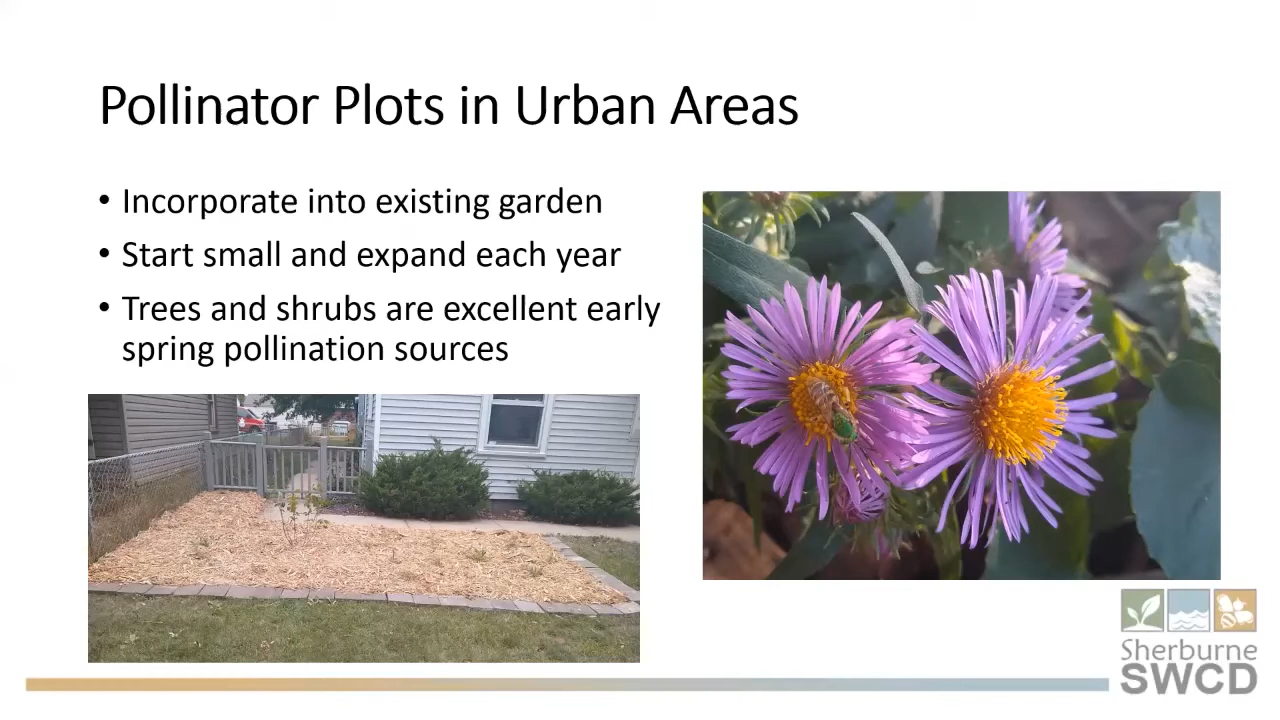 Pollinator Plots in Urban Areas
• Incorporate into existing garden
• Start small and expand each year
• Trees and shrubs are excellent early
spring pollination sources
Sherburne
SWCD